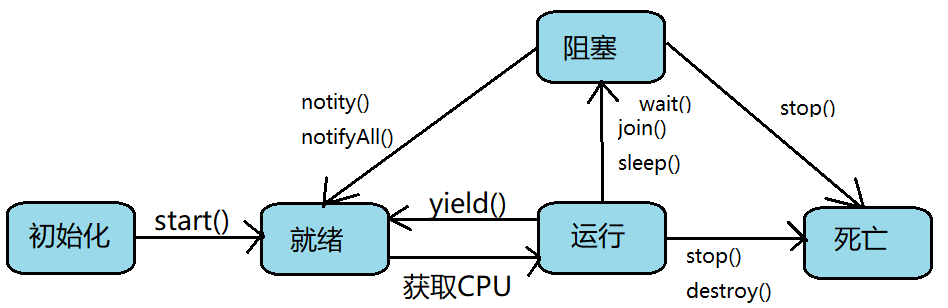 阻塞
notity()
notifyAll()
wait()
join()
sleep()
stop()
初始化
start()
就绪
yield()
获取CPU
运行
stop()
destroy()
死亡